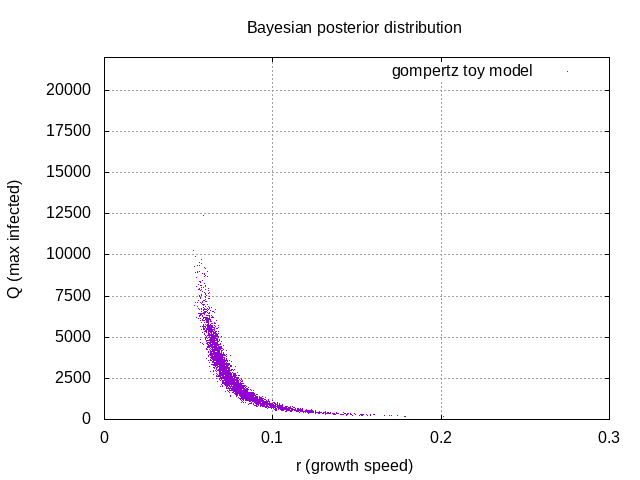 Bayesian posterior distribution
gompertz toy model
20000
17500
15000
12500
10000
7500
5000
2500
0
Q (max infected)
0 0.1 0.2 0.3
r (growth speed)